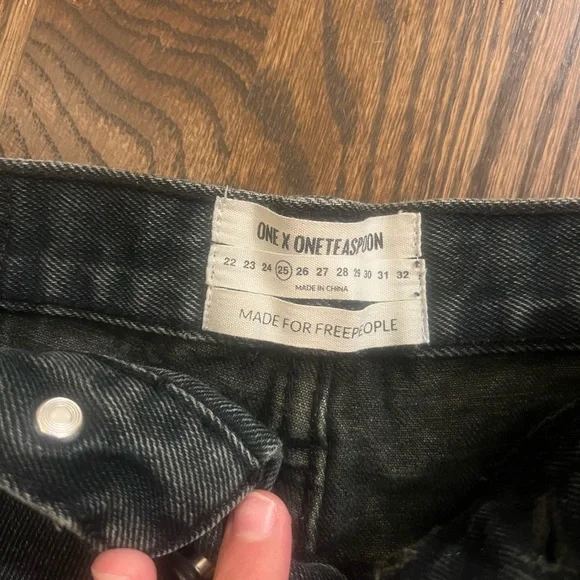 ONE X ONETEASPOON
22 23 24 25 26 27 28 29 30 31 32
MADE IN CHINA
MADE FOR FREEPEOPLE